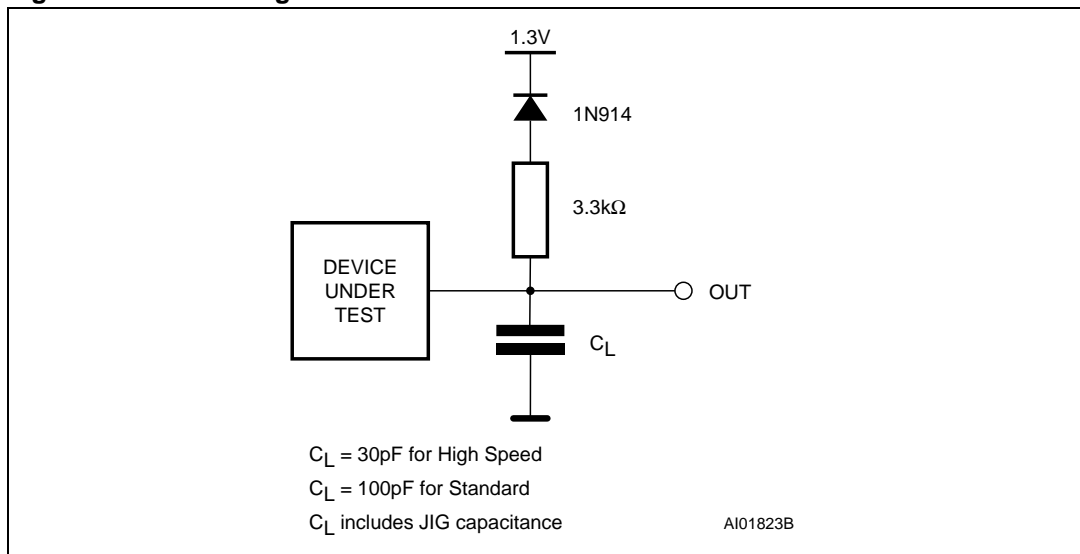 1.3V
1N914
3.3kΩ
DEVICE
UNDER
TEST
OUT
CL
CL = 30pF for High Speed
CL = 100pF for Standard
CL includes JIG capacitance
AI01823B